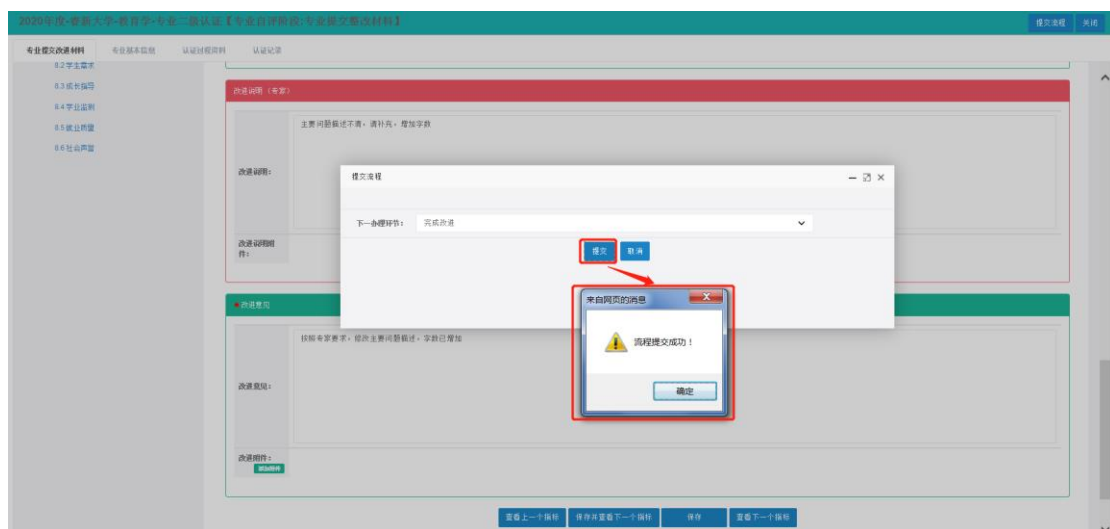 2020年度-睿新大学-教育学-专业二级认证【专业自评阶段:专业提交整改材料】
提交流程 关闭
专业提交改进材料 专业基本信息 认证过程资料 认证记录
8.2学生需求
8.3成长指导
8.4学业监测
8.5就业质量
8.6社会声誉
改进说明（专家）
主要问题描述不清，请补充，增加字数
改进说明：
改进说明附件：
提交流程
下一办理环节： 完成改进
提交 取消
来自网页的消息
流程提交成功！
确定
*改进意见
按照专家要求，修改主要问题描述，字数已增加
改进意见：
改进附件：
添加附件
查看上一个指标 保存并查看下一个指标 保存 查看下一个指标